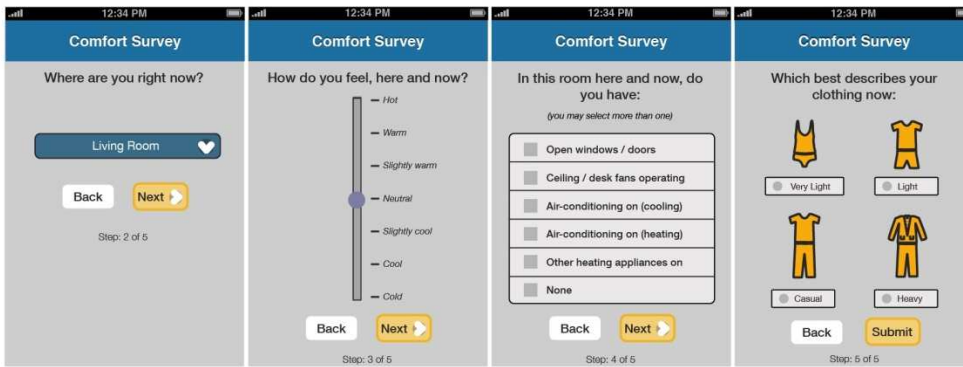 12:34 PM
Comfort Survey
Where are you right now?
Living Room
Back
Next
Step: 2 of 5
12:34 PM
Comfort Survey
How do you feel, here and now?
Hot
Warm
Slightly warm
Neutral
Slightly cool
Cool
Cold
Back
Next
Step: 3 of 5
12:34 PM
Comfort Survey
In this room here and now, do
you have:
(you may select more than one)
Open windows / doors
Ceiling / desk fans operating
Air-conditioning on (cooling)
Air-conditioning on (heating)
Other heating appliances on
None
Back
Next
Step: 4 of 5
12:34 PM
Comfort Survey
Which best describes your
clothing now:
Very Light
Light
Casual
Heavy
Back
Submit
Step: 5 of 5